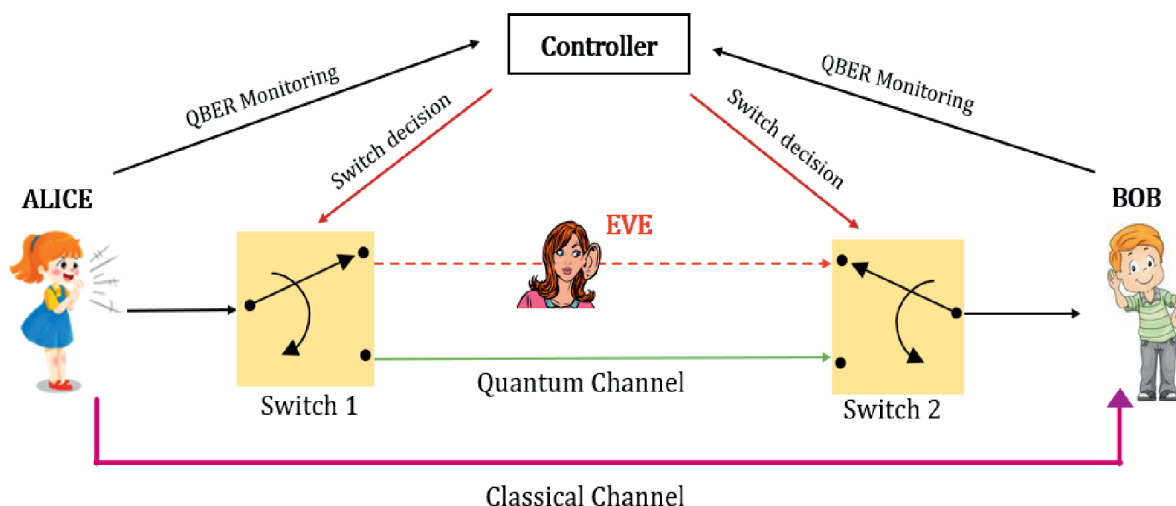 Controller
QBER Monitoring
QBER Monitoring
Switch decision
Switch decision
ALICE
EVE
BOB
Quantum Channel
Switch 1
Switch 2
Classical Channel